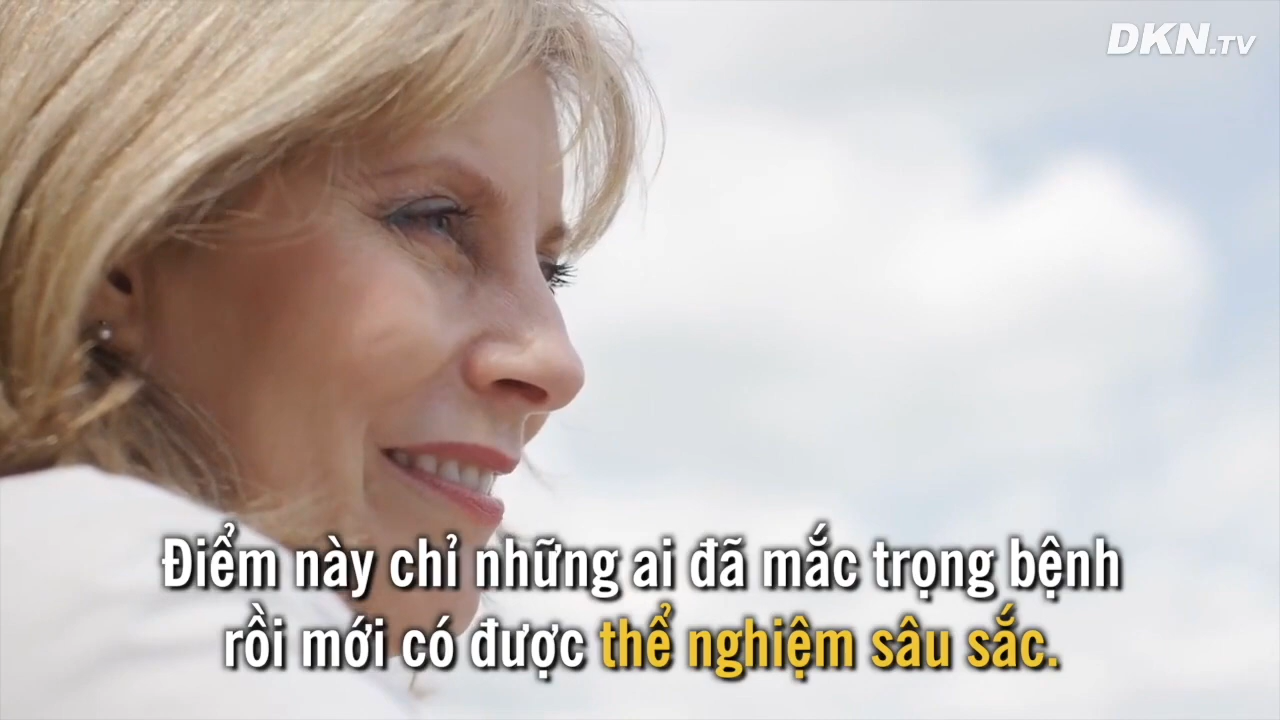 DKN.TV
Điểm này chỉ những ai đã mắc trọng bệnh
rồi mới có được thể nghiệm sâu sắc.